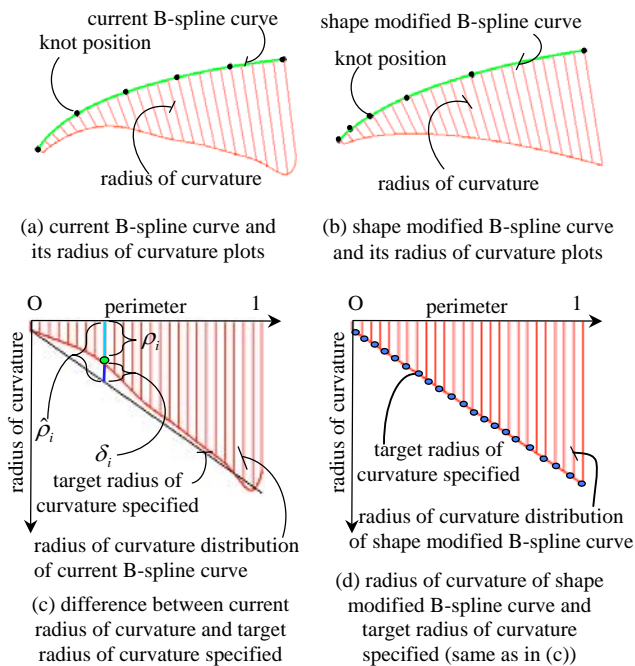 current B-spline curve
knot position
radius of curvature
(a) current B-spline curve and
its radius of curvature plots
shape modified B-spline curve
knot position
radius of curvature
(b) shape modified B-spline curve
and its radius of curvature plots
O perimeter 1
radius of curvature
ρi
ρ̂i
δi
target radius of
curvature specified
radius of curvature distribution
of current B-spline curve
(c) difference between current
radius of curvature and target
radius of curvature specified
O perimeter 1
radius of curvature
target radius of
curvature specified
radius of curvature distribution
of shape modified B-spline curve
(d) radius of curvature of shape
modified B-spline curve and
target radius of curvature
specified (same as in (c))